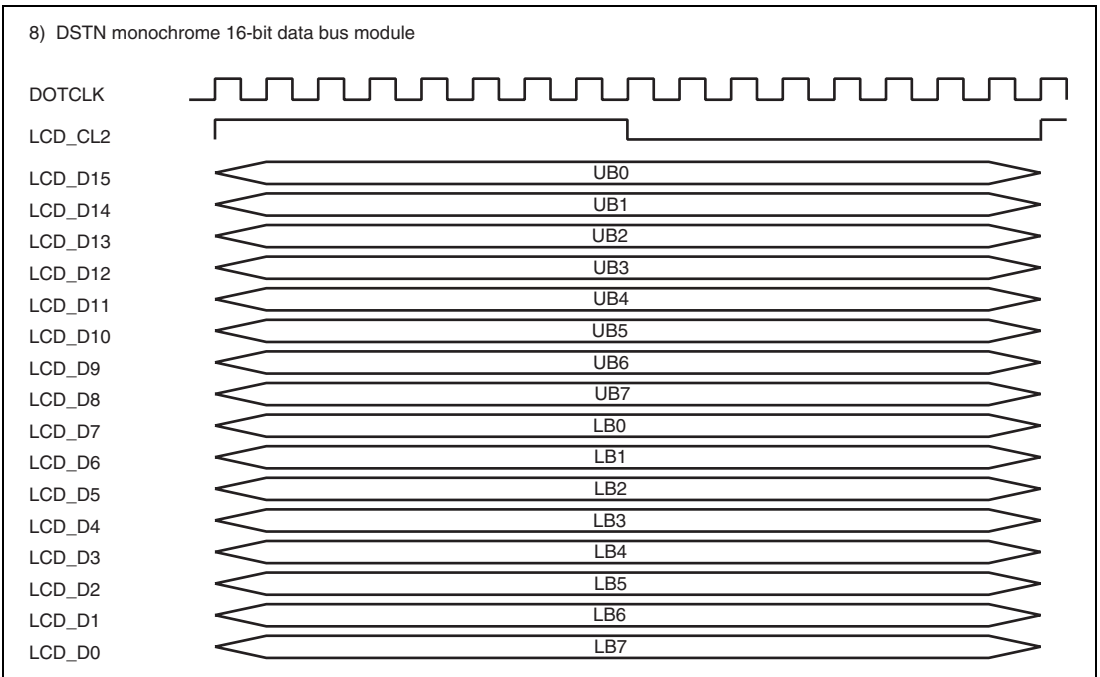 8) DSTN monochrome 16-bit data bus module
DOTCLK
LCD_CL2
LCD_D15 UB0
LCD_D14 UB1
LCD_D13 UB2
LCD_D12 UB3
LCD_D11 UB4
LCD_D10 UB5
LCD_D9 UB6
LCD_D8 UB7
LCD_D7 LB0
LCD_D6 LB1
LCD_D5 LB2
LCD_D4 LB3
LCD_D3 LB4
LCD_D2 LB5
LCD_D1 LB6
LCD_D0 LB7